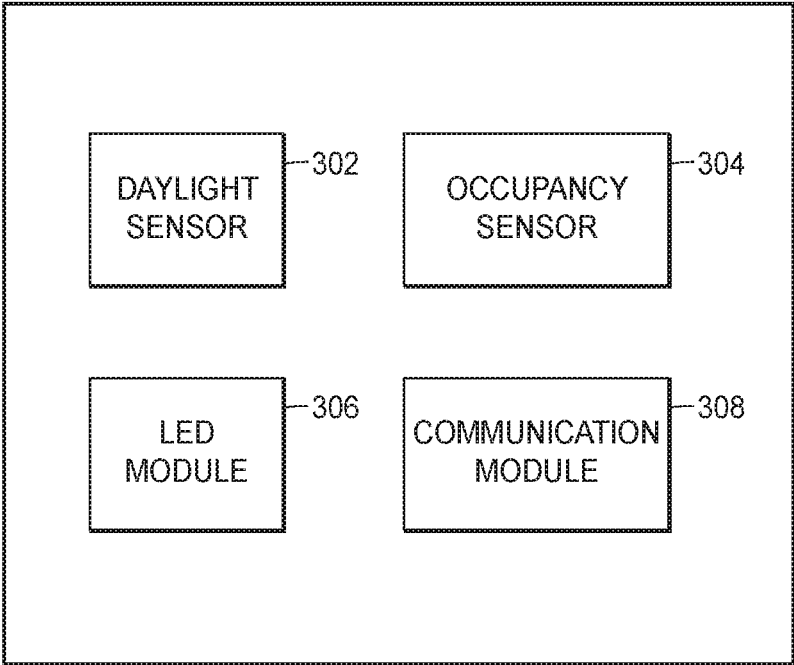 DAYLIGHT
SENSOR
302
OCCUPANCY
SENSOR
304
LED
MODULE
306
COMMUNICATION
MODULE
308